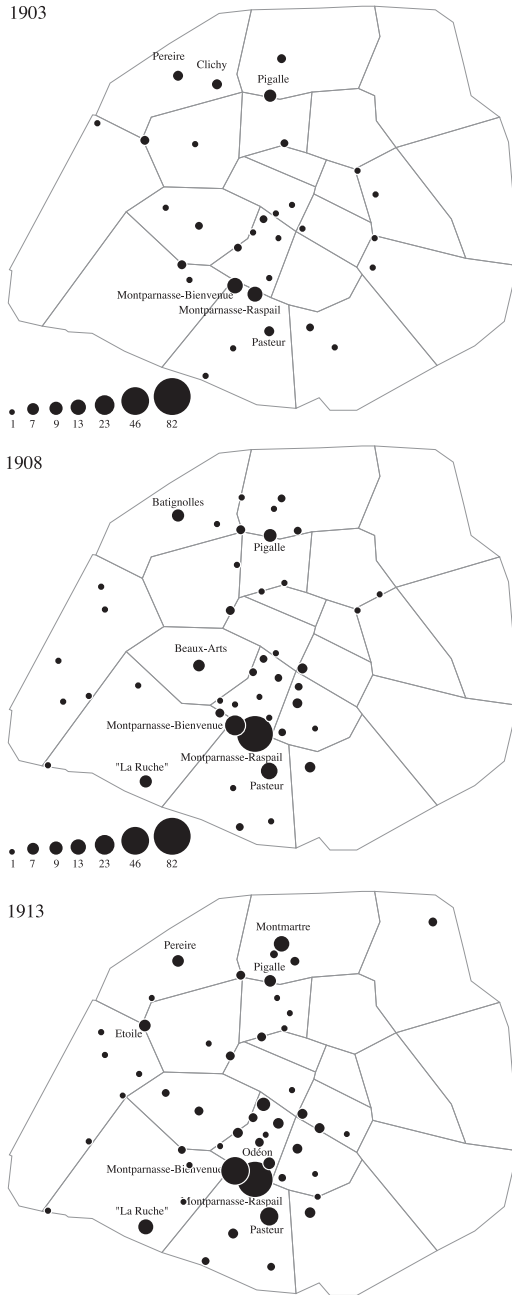 1903
Pereire
Clichy
Pigalle
Montparnasse-Bienvenue
Montparnasse-Raspail
Pasteur
1 7 9 13 23 46 82
1908
Batignolles
Pigalle
Beaux-Arts
Montparnasse-Bienvenue
Montparnasse-Raspail
"La Ruche"
Pasteur
1 7 9 13 23 46 82
1913
Montmartre
Pereire
Pigalle
Etoile
Odéon
Montparnasse-Bienvenue
Montparnasse-Raspail
"La Ruche"
Pasteur